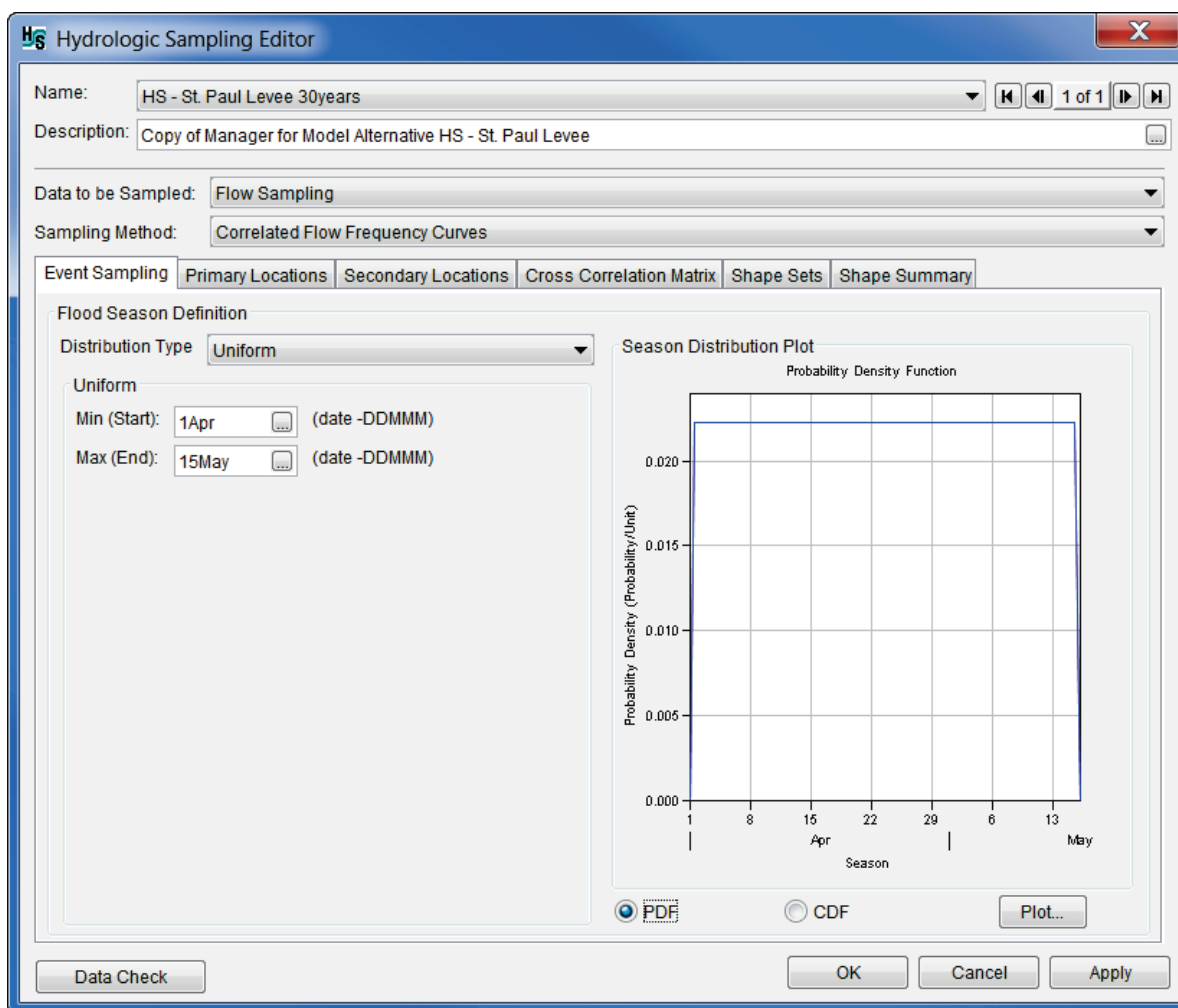 HS Hydrologic Sampling Editor X
Name: HS - St. Paul Levee 30years 1 of 1
Description: Copy of Manager for Model Alternative HS - St. Paul Levee ...
Data to be Sampled: Flow Sampling
Sampling Method: Correlated Flow Frequency Curves
Event Sampling Primary Locations Secondary Locations Cross Correlation Matrix Shape Sets Shape Summary
Flood Season Definition
Distribution Type Uniform
Uniform
Min (Start): 1Apr ... (date -DDMMM)
Max (End): 15May ... (date -DDMMM)
Season Distribution Plot
Probability Density Function
Probability Density (Probability/Unit)
0.020
0.015
0.010
0.005
0.000
1 8 15 22 29 6 13
Apr May
Season
PDF CDF Plot...
Data Check OK Cancel Apply